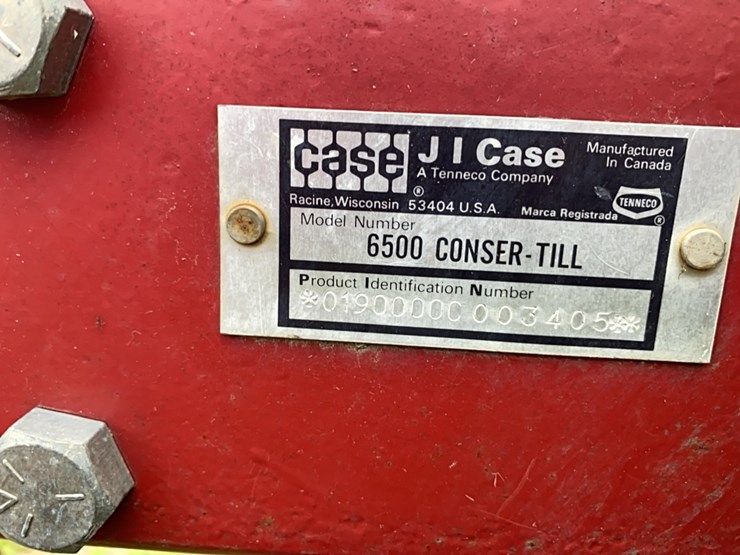 case J I Case Manufactured
A Tenneco Company In Canada
®
Racine, Wisconsin 53404 U.S.A. Marca Registrada TENNECO ®
Model Number
6500 CONSER-TILL
Product Identification Number
*0190000C003405**